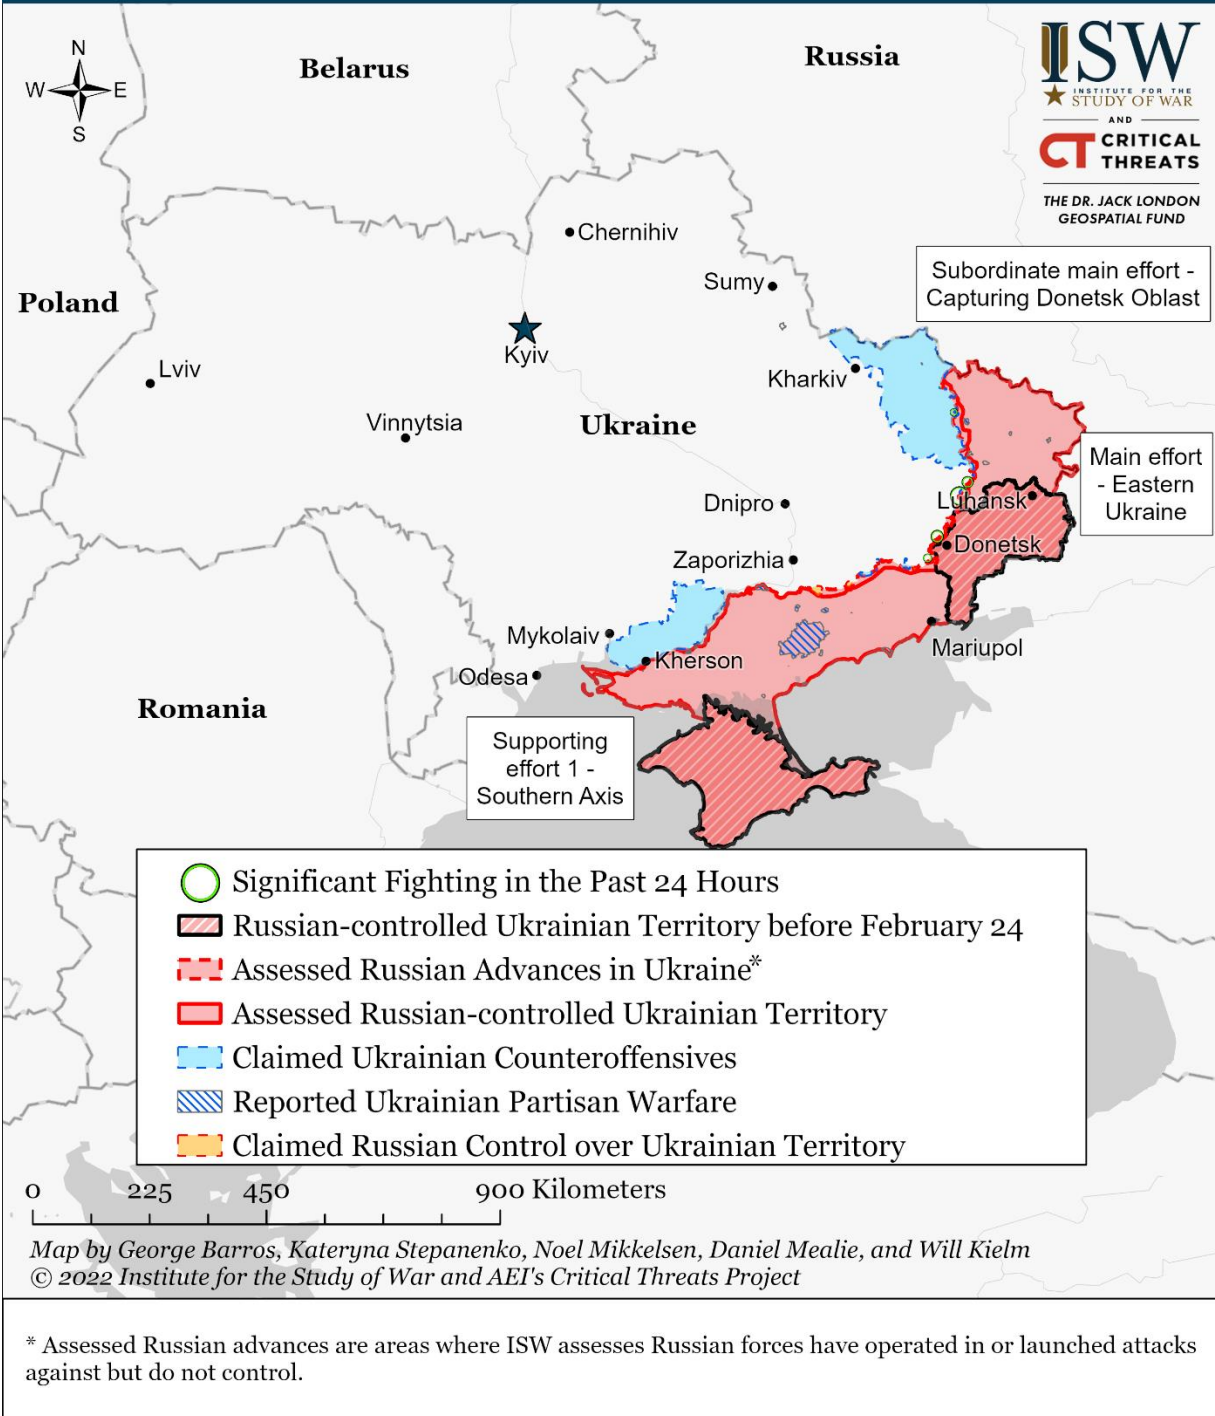 N
W E
S
Belarus
Russia
ISW
INSTITUTE FOR THE
STUDY OF WAR
AND
CT CRITICAL
THREATS
THE DR. JACK LONDON
GEOSPATIAL FUND
Chernihiv
Sumy
Subordinate main effort -
Capturing Donetsk Oblast
Poland
Kyiv
Lviv
Kharkiv
Vinnytsia
Ukraine
Main effort
- Eastern
Ukraine
Dnipro
Luhansk
Donetsk
Zaporizhia
Mykolaiv
Mariupol
Kherson
Odesa
Romania
Supporting
effort 1 -
Southern Axis
Significant Fighting in the Past 24 Hours
Russian-controlled Ukrainian Territory before February 24
Assessed Russian Advances in Ukraine*
Assessed Russian-controlled Ukrainian Territory
Claimed Ukrainian Counteroffensives
Reported Ukrainian Partisan Warfare
Claimed Russian Control over Ukrainian Territory
0 225 450 900 Kilometers
Map by George Barros, Kateryna Stepanenko, Noel Mikkelsen, Daniel Mealie, and Will Kielm
© 2022 Institute for the Study of War and AEI's Critical Threats Project
* Assessed Russian advances are areas where ISW assesses Russian forces have operated in or launched attacks
against but do not control.